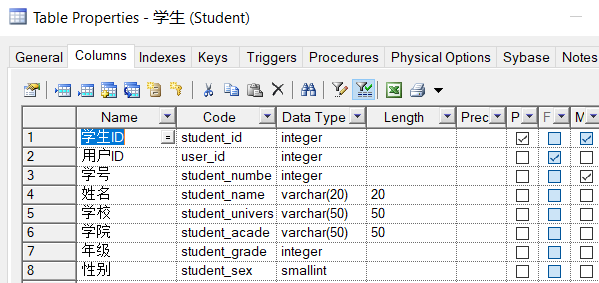 Table Properties - 学生 (Student)
General Columns Indexes Keys Triggers Procedures Physical Options Sybase Notes
Name Code Data Type Length Prec P F M
1 学生ID = student_id integer
2 用户ID user_id integer
3 学号 student_numbe integer
4 姓名 student_name varchar(20) 20
5 学校 student_univers varchar(50) 50
6 学院 student_acade varchar(50) 50
7 年级 student_grade integer
8 性别 student_sex smallint